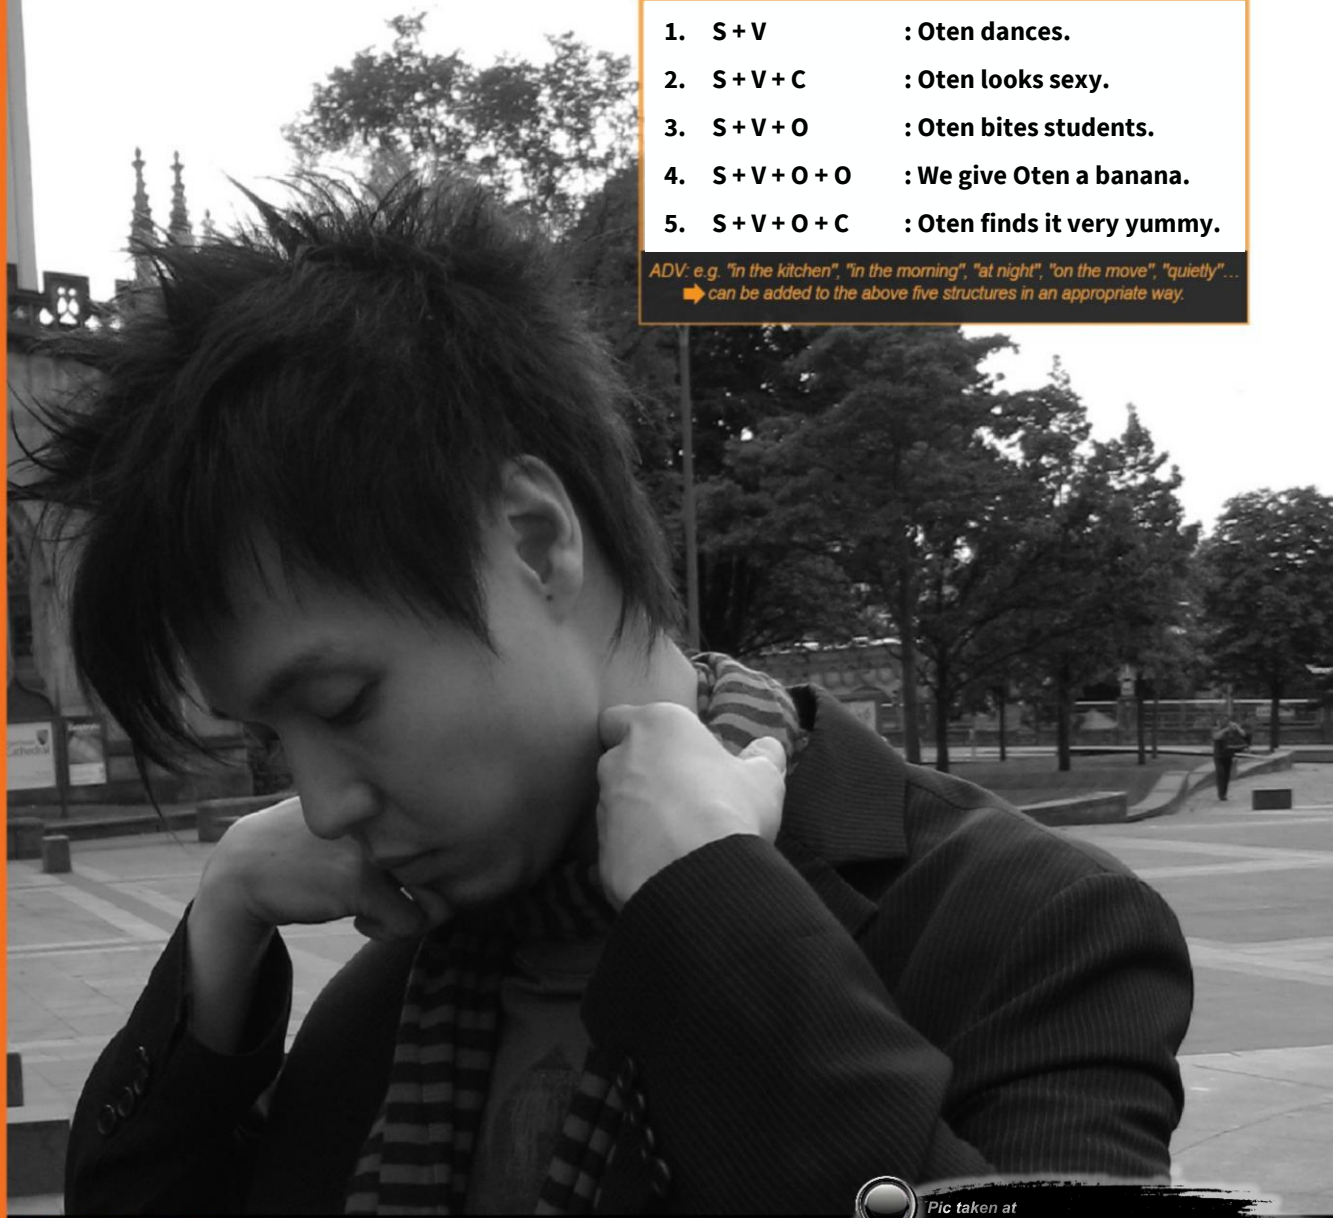 1. S + V : Oten dances.
2. S + V + C : Oten looks sexy.
3. S + V + O : Oten bites students.
4. S + V + O + O : We give Oten a banana.
5. S + V + O + C : Oten finds it very yummy.
ADV: e.g. "in the kitchen", "in the morning", "at night", "on the move", "quietly"...
can be added to the above five structures in an appropriate way.
Pic taken at